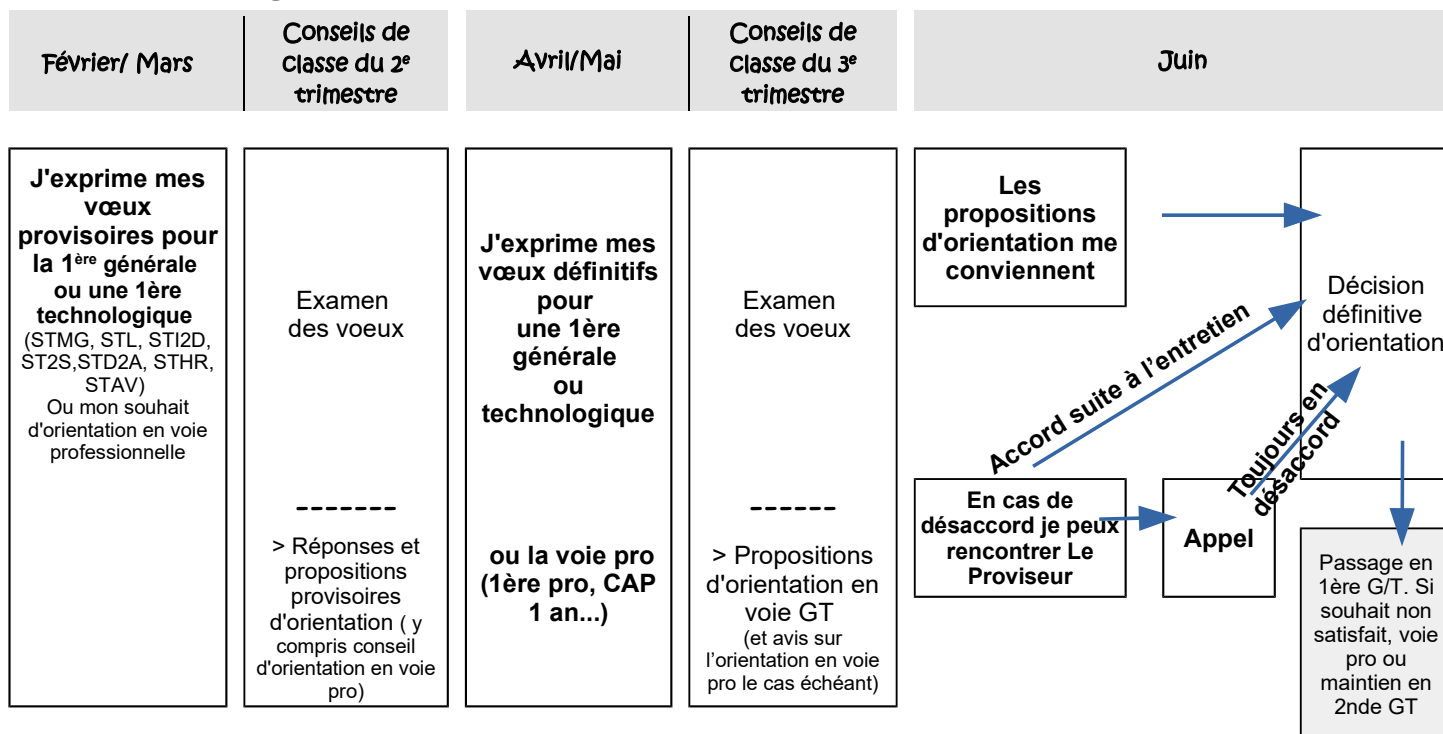 Février/ Mars
Conseils de
classe du 2e
trimestre
Avril/Mai
Conseils de
classe du 3e
trimestre
Juin
J'exprime mes
vœux
provisoires pour
la 1ère générale
ou une 1ère
technologique
(STMG, STL, STI2D,
ST2S,STD2A, STHR,
STAV)
Ou mon souhait
d'orientation en voie
professionnelle
Examen
des voeux
-------
> Réponses et
propositions
provisoires
d'orientation ( y
compris conseil
d'orientation en voie
pro)
J'exprime mes
vœux définitifs
pour
une 1ère
générale
ou
technologique
ou la voie pro
(1ère pro, CAP
1 an...)
Examen
des voeux
------
> Propositions
d'orientation en
voie GT
(et avis sur
l'orientation en voie
pro le cas échéant)
Les
propositions
d'orientation me
conviennent
Accord suite à l'entretien
En cas de
désaccord je peux
rencontrer Le
Proviseur
Appel
Toujours en
désaccord
Décision
définitive
d'orientation
Passage en
1ère G/T. Si
souhait non
satisfait, voie
pro ou
maintien en
2nde GT